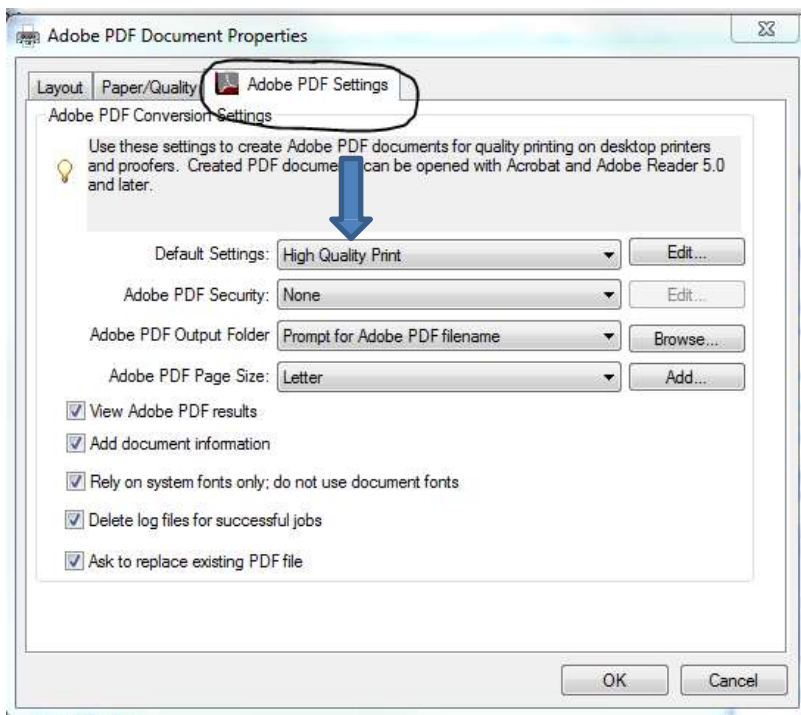 Adobe PDF Document Properties
Layout Paper/Quality Adobe PDF Settings
Adobe PDF Conversion Settings
Use these settings to create Adobe PDF documents for quality printing on desktop printers
and proofers. Created PDF documents can be opened with Acrobat and Adobe Reader 5.0
and later.
Default Settings: High Quality Print Edit...
Adobe PDF Security: None Edit...
Adobe PDF Output Folder Prompt for Adobe PDF filename Browse...
Adobe PDF Page Size: Letter Add...
View Adobe PDF results
Add document information
Rely on system fonts only; do not use document fonts
Delete log files for successful jobs
Ask to replace existing PDF file
OK Cancel